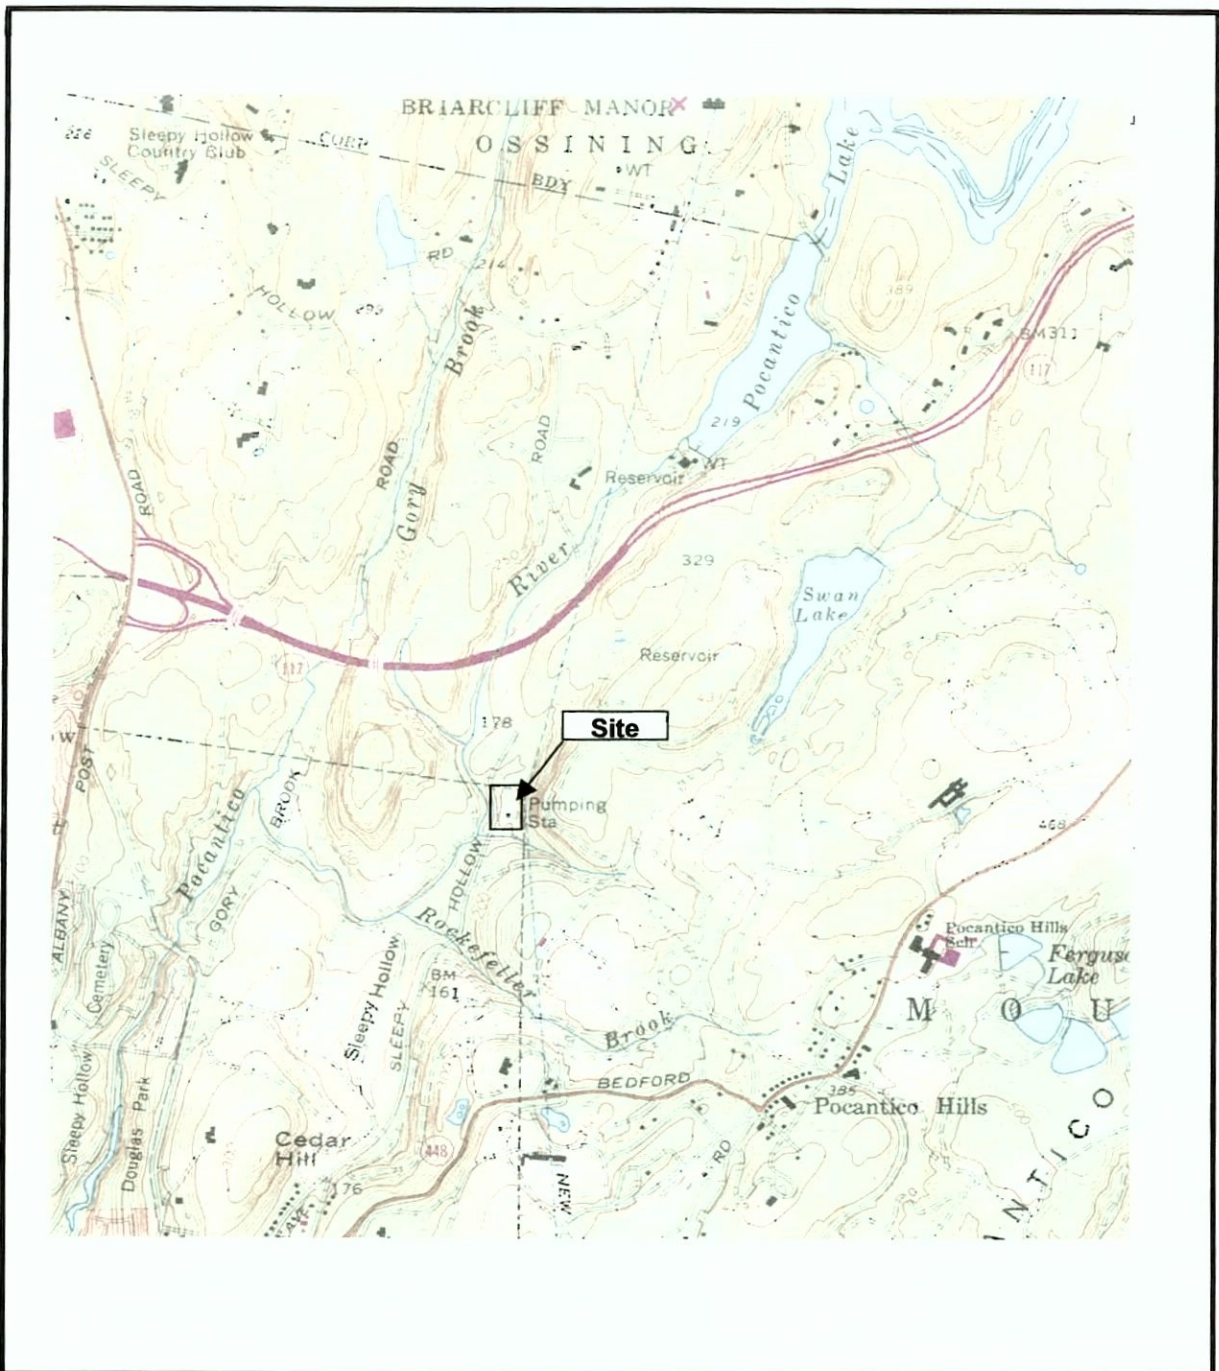 BRIARCLIFF MANOR
OSSINING
Sleepy Hollow
Country Club
CORP
BDY
SLEEPY
WT
Lake
RD
214
HOLLOW
Brook
389
BM311
117
Pocantico
219
ROAD
ROAD
ROAD
Gory
Reservoir
WT
River
329
Swan
Lake
Reservoir
117
178
Site
W
POST
Pumping
Sta
BROOK
Pocantico
GORY
HOLLOW
468
ALBANY
Cemetery
Rockefeller
Pocantico Hills
Sch
Lake
BM
161
Sleepy Hollow
SLEEPY
Brook
M O U
BEDFORD
385
Pocantico Hills
Sleepy Hollow
Douglas Park
Cedar
Hill
448
RD
176
AVE
NEW
N T I C O